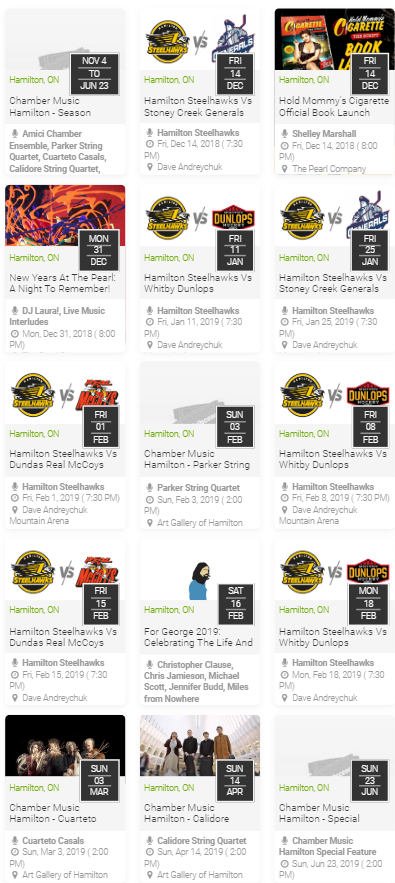 NOV 4
TO
JUN 23
Hamilton, ON
Chamber Music
Hamilton - Season
Amici Chamber
Ensemble, Parker String
Quartet, Cuarteto Casals,
Calidore String Quartet,
STEELHAWKS
VS
GENERALS
FRI
14
DEC
Hamilton, ON
Hamilton Steelhawks Vs
Stoney Creek Generals
Hamilton Steelhawks
Fri, Dec 14, 2018 ( 7:30
PM)
Dave Andreychuk
Hold Mommy's
CIGARETTE
CIGARETTE
BOOK
FRI
14
DEC
Hamilton, ON
Hold Mommy's Cigarette
Official Book Launch
Shelley Marshall
Fri, Dec 14, 2018 ( 8:00
PM)
The Pearl Company
MON
31
DEC
Hamilton, ON
New Years At The Pearl:
A Night To Remember!
DJ Laura!, Live Music
Interludes
Mon, Dec 31, 2018 ( 8:00
PM)
STEELHAWKS
VS
DUNLOPS
FRI
11
JAN
Hamilton, ON
Hamilton Steelhawks Vs
Whitby Dunlops
Hamilton Steelhawks
Fri, Jan 11, 2019 ( 7:30
PM)
Dave Andreychuk
STEELHAWKS
VS
GENERALS
FRI
25
JAN
Hamilton, ON
Hamilton Steelhawks Vs
Stoney Creek Generals
Hamilton Steelhawks
Fri, Jan 25, 2019 ( 7:30
PM)
Dave Andreychuk
STEELHAWKS
VS
REAL
McCOYS
FRI
01
FEB
Hamilton, ON
Hamilton Steelhawks Vs
Dundas Real McCoys
Hamilton Steelhawks
Fri, Feb 1, 2019 ( 7:30 PM)
Dave Andreychuk
Mountain Arena
SUN
03
FEB
Hamilton, ON
Chamber Music
Hamilton - Parker String
Parker String Quartet
Sun, Feb 3, 2019 ( 2:00
PM)
Art Gallery of Hamilton
STEELHAWKS
VS
DUNLOPS
FRI
08
FEB
Hamilton, ON
Hamilton Steelhawks Vs
Whitby Dunlops
Hamilton Steelhawks
Fri, Feb 8, 2019 ( 7:30 PM)
Dave Andreychuk
Mountain Arena
STEELHAWKS
VS
REAL
McCOYS
FRI
15
FEB
Hamilton, ON
Hamilton Steelhawks Vs
Dundas Real McCoys
Hamilton Steelhawks
Fri, Feb 15, 2019 ( 7:30
PM)
Dave Andreychuk
SAT
16
FEB
Hamilton, ON
For George 2019:
Celebrating The Life And
Christopher Clause,
Chris Jamieson, Michael
Scott, Jennifer Budd, Miles
from Nowhere
STEELHAWKS
VS
DUNLOPS
MON
18
FEB
Hamilton, ON
Hamilton Steelhawks Vs
Whitby Dunlops
Hamilton Steelhawks
Mon, Feb 18, 2019 ( 7:30
PM)
Dave Andreychuk
SUN
03
MAR
Hamilton, ON
Chamber Music
Hamilton - Cuarteto
Cuarteto Casals
Sun, Mar 3, 2019 ( 2:00
PM)
Art Gallery of Hamilton
SUN
14
APR
Hamilton, ON
Chamber Music
Hamilton - Calidore
Calidore String Quartet
Sun, Apr 14, 2019 ( 2:00
PM)
Art Gallery of Hamilton
SUN
23
JUN
Hamilton, ON
Chamber Music
Hamilton - Special
Chamber Music
Hamilton Special Feature
Sun, Jun 23, 2019 ( 2:00
PM)